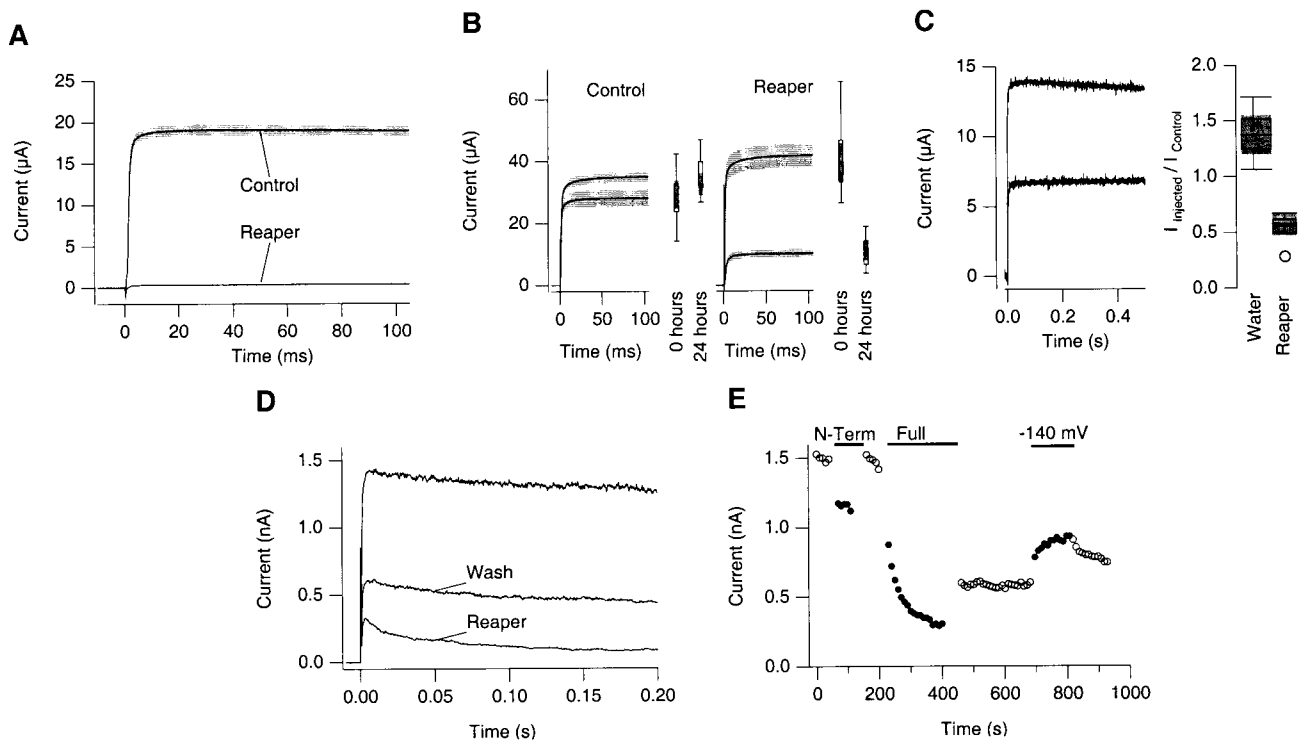 A
25
20
15
10
5
0
Current (µA)
Control
Reaper
0 20 40 60 80 100
Time (ms)
B
Control
Reaper
60
40
20
0
Current (µA)
0 50 100
Time (ms)
0 hours
24 hours
0 50 100
Time (ms)
0 hours
24 hours
C
15
10
5
0
Current (µA)
0.0 0.2 0.4
Time (s)
2.0
1.5
1.0
0.5
0.0
I Injected / I Control
Water
Reaper
D
1.5
1.0
0.5
0.0
Current (nA)
Wash
Reaper
0.00 0.05 0.10 0.15 0.20
Time (s)
E
N-Term Full -140 mV
1.5
1.0
0.5
0.0
Current (nA)
0 200 400 600 800 1000
Time (s)